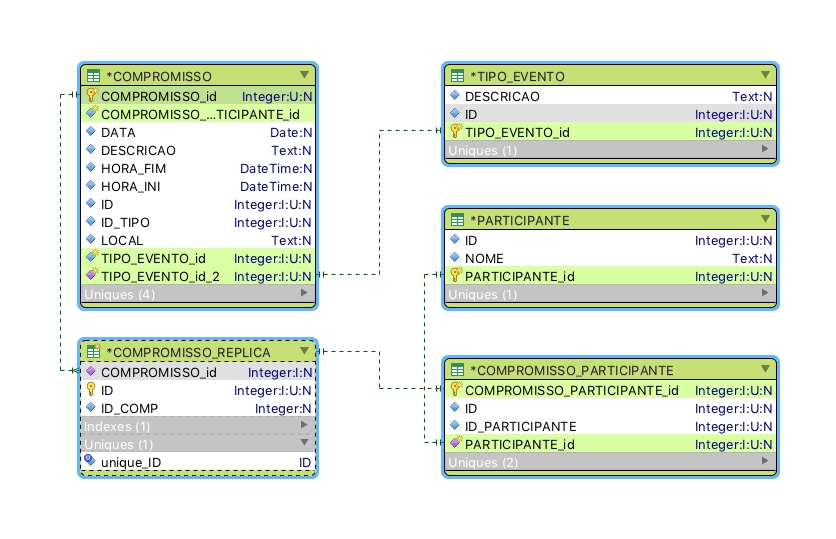 *COMPROMISSO
COMPROMISSO_id Integer:U:N
COMPROMISSO_...TICIPANTE_id
DATA Date:N
DESCRICAO Text:N
HORA_FIM DateTime:N
HORA_INI DateTime:N
ID Integer:I:U:N
ID_TIPO Integer:I:U:N
LOCAL Text:N
TIPO_EVENTO_id Integer:I:U:N
TIPO_EVENTO_id_2 Integer:I:U:N
Uniques (4)
*COMPROMISSO_REPLICA
COMPROMISSO_id Integer:I:N
ID Integer:I:U:N
ID_COMP Integer:N
Indexes (1)
Uniques (1)
unique_ID ID
*TIPO_EVENTO
DESCRICAO Text:N
ID Integer:I:U:N
TIPO_EVENTO_id Integer:I:U:N
Uniques (1)
*PARTICIPANTE
ID Integer:I:U:N
NOME Text:N
PARTICIPANTE_id Integer:I:U:N
Uniques (1)
*COMPROMISSO_PARTICIPANTE
COMPROMISSO_PARTICIPANTE_id Integer:I:U:N
ID Integer:I:U:N
ID_PARTICIPANTE Integer:I:U:N
PARTICIPANTE_id Integer:I:U:N
Uniques (2)